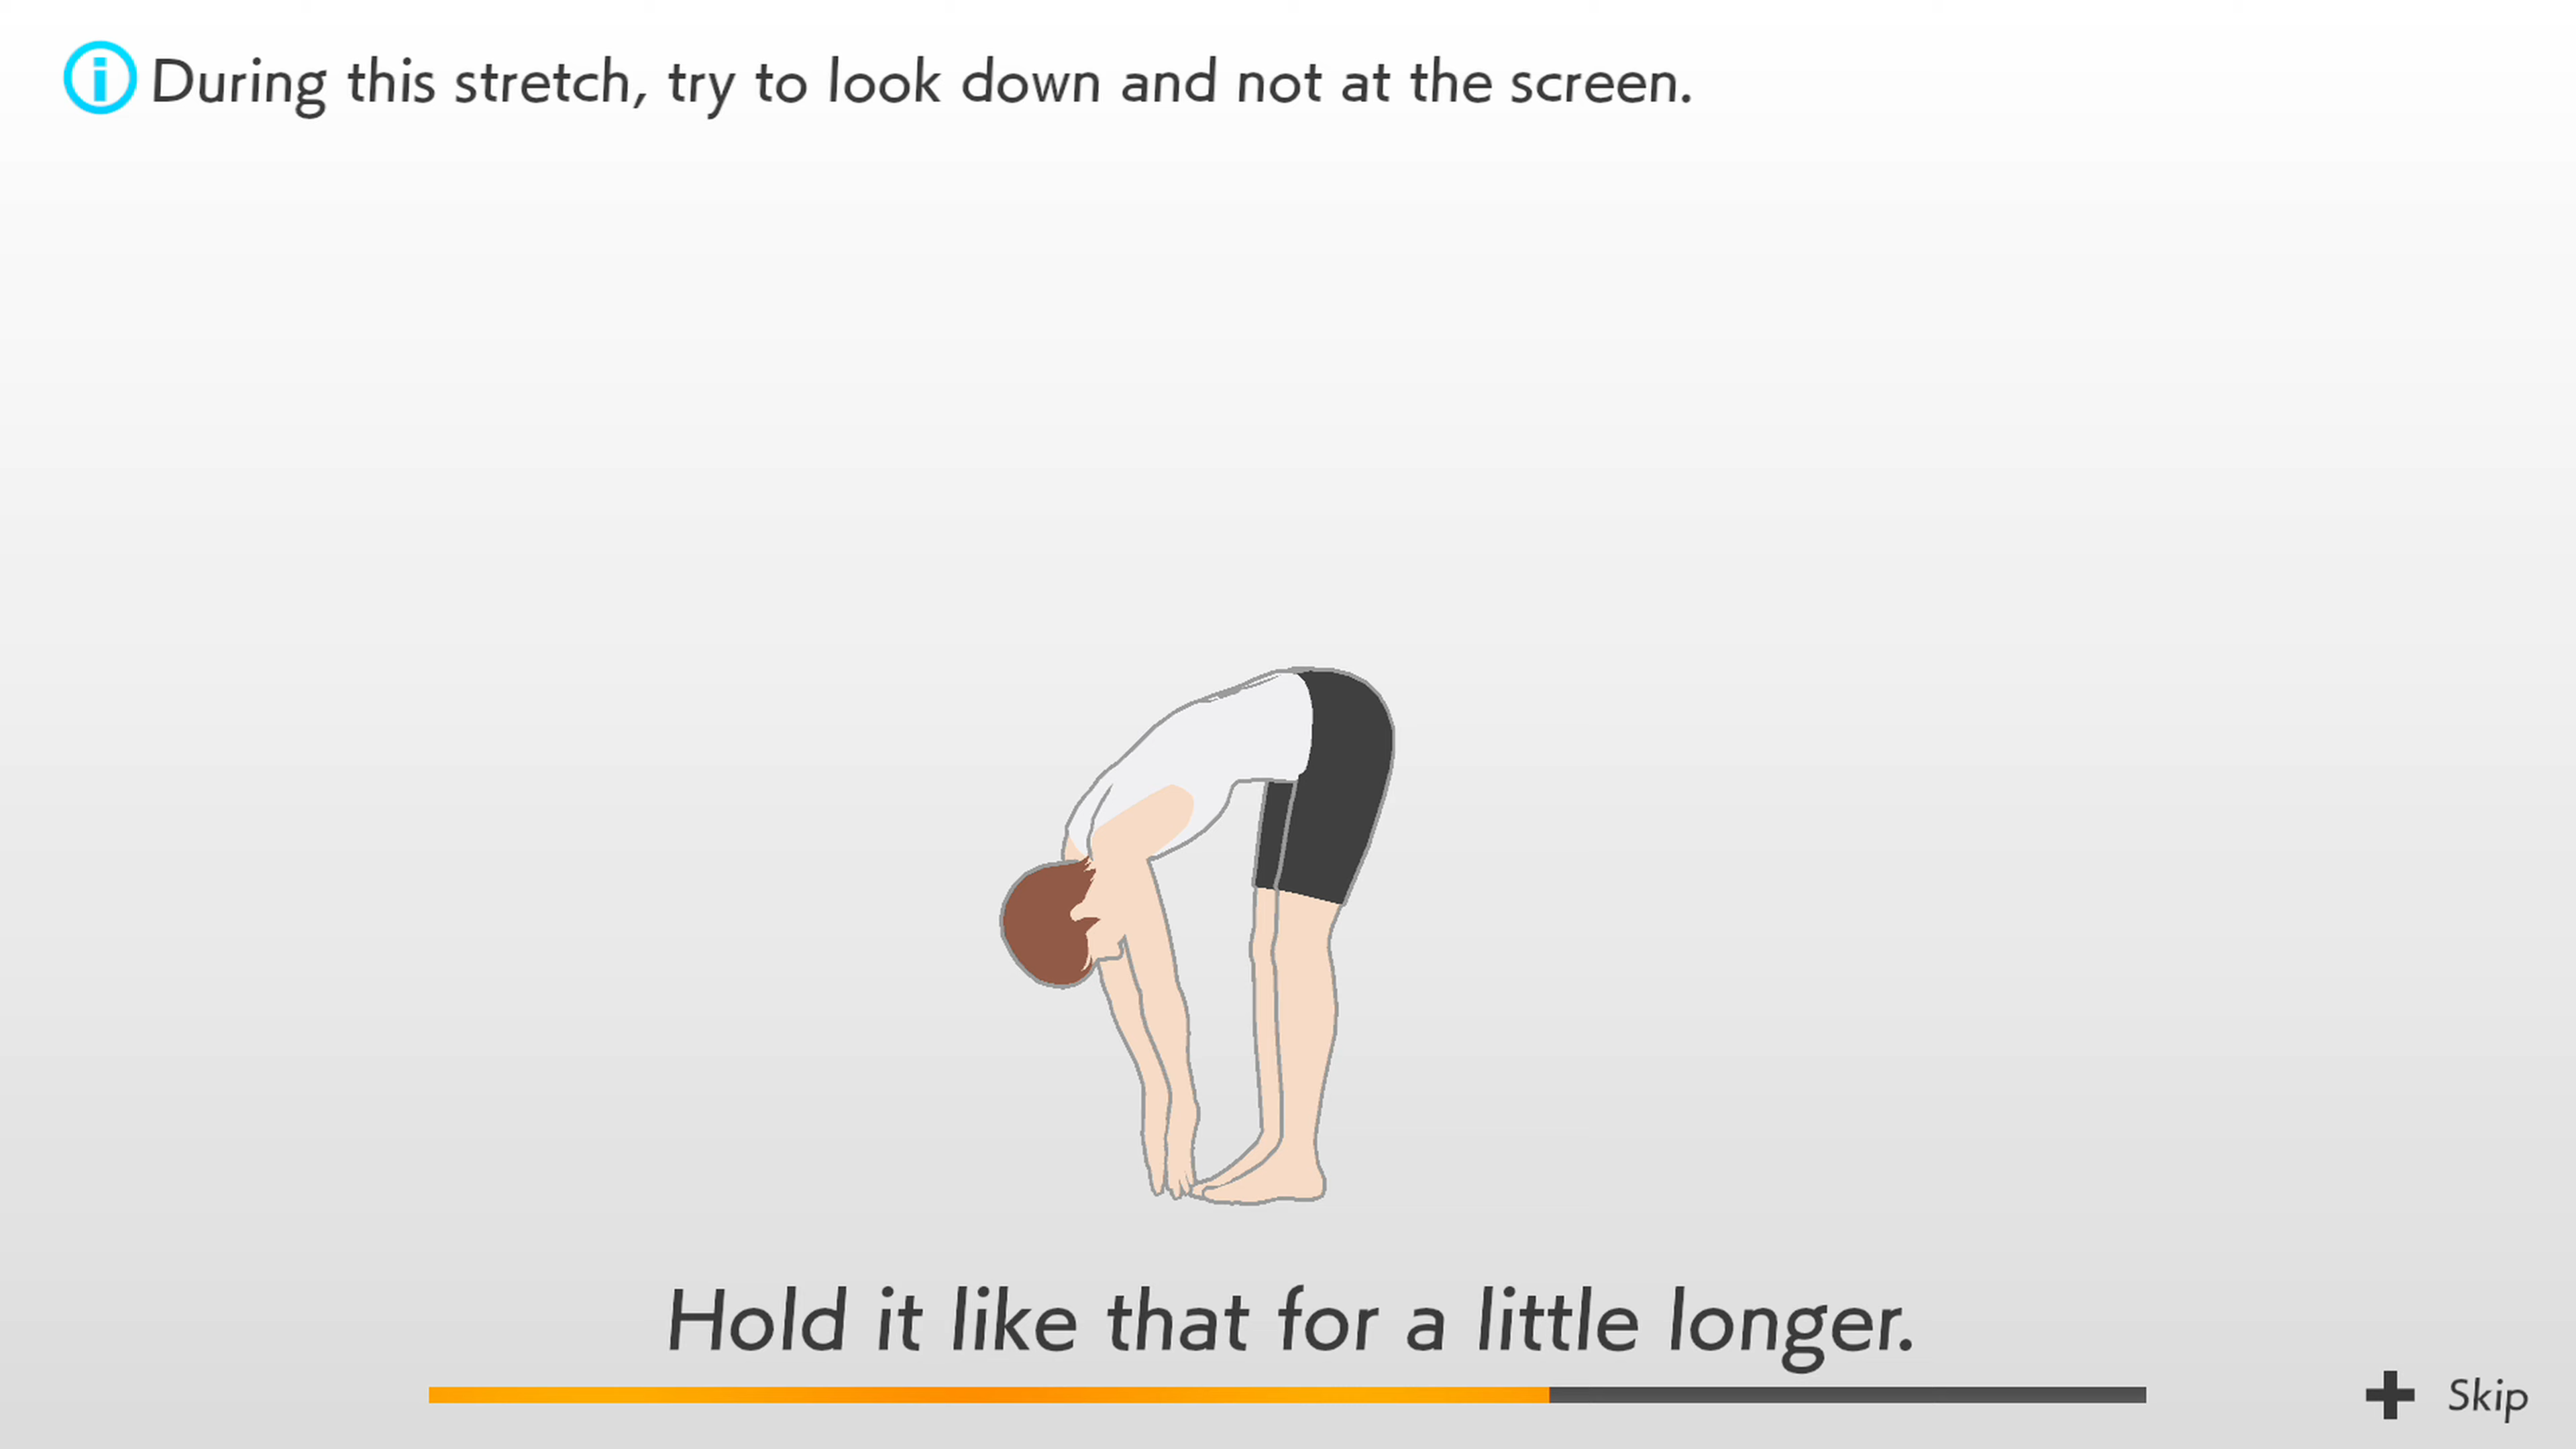 During this stretch, try to look down and not at the screen.
Hold it like that for a little longer.
Skip